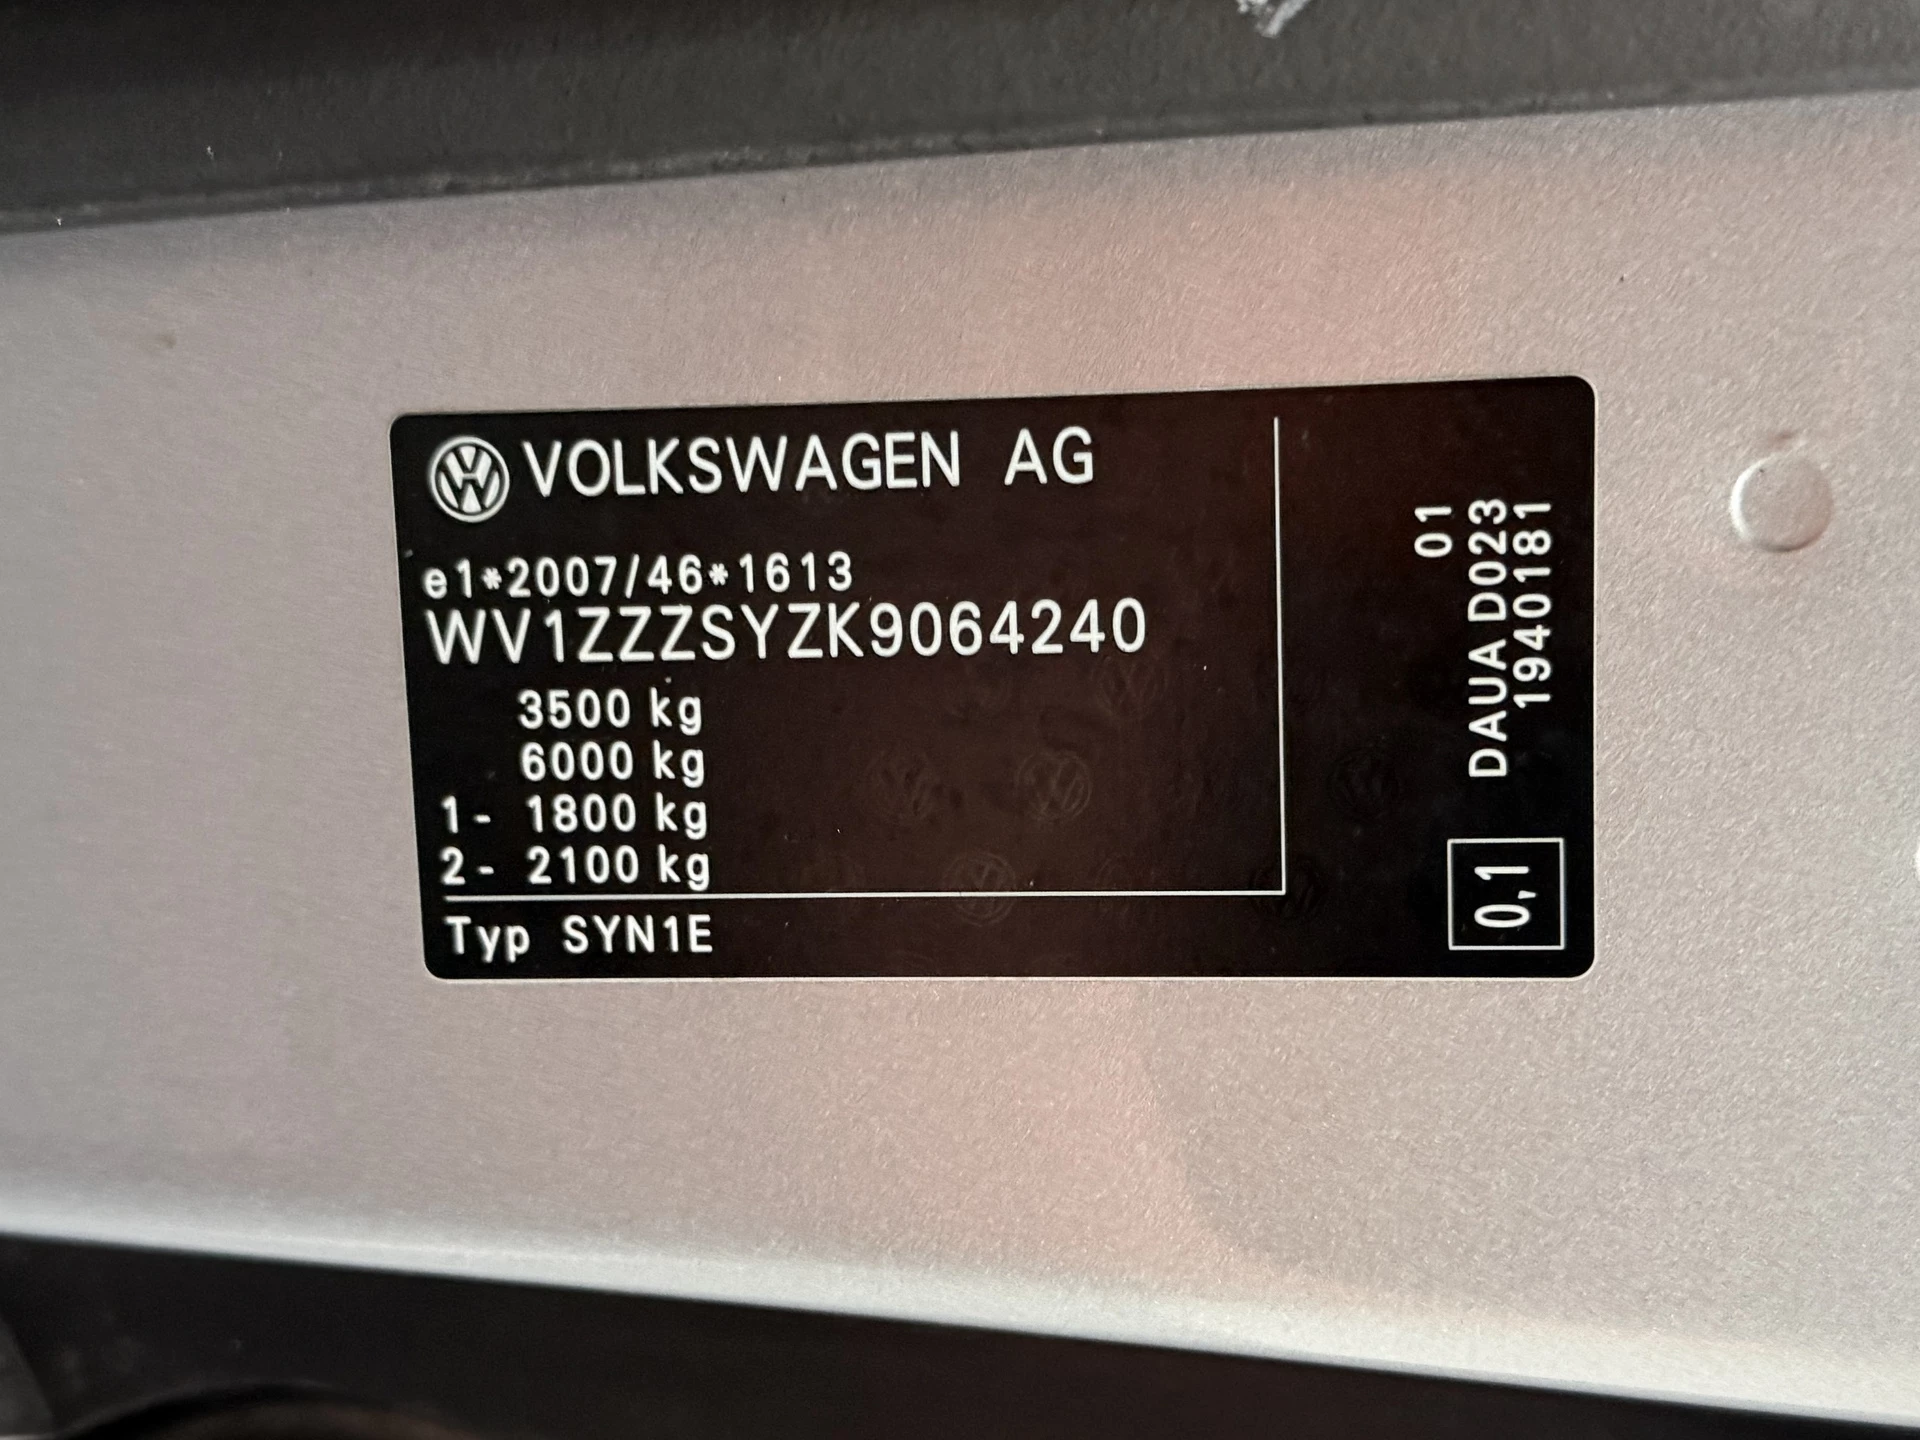 VOLKSWAGEN AG
e1*2007/46*1613
WV1ZZZSYZK9064240
3500 kg
6000 kg
1- 1800 kg
2- 2100 kg
Typ SYN1E
01
DAUA D023
1940181
0,1